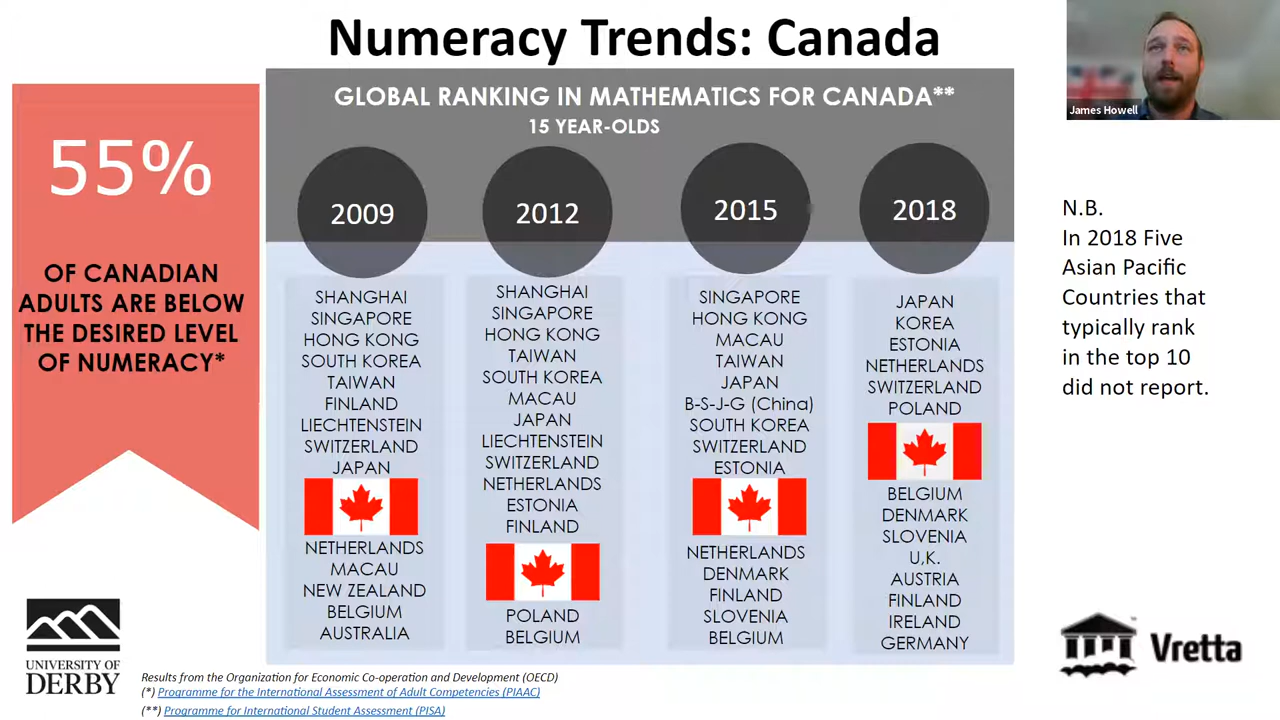 Numeracy Trends: Canada
James Howell
55%
OF CANADIAN
ADULTS ARE BELOW
THE DESIRED LEVEL
OF NUMERACY*
GLOBAL RANKING IN MATHEMATICS FOR CANADA**
15 YEAR-OLDS
2009
SHANGHAI
SINGAPORE
HONG KONG
SOUTH KOREA
TAIWAN
FINLAND
LIECHTENSTEIN
SWITZERLAND
JAPAN
NETHERLANDS
MACAU
NEW ZEALAND
BELGIUM
AUSTRALIA
2012
SHANGHAI
SINGAPORE
HONG KONG
TAIWAN
SOUTH KOREA
MACAU
JAPAN
LIECHTENSTEIN
SWITZERLAND
NETHERLANDS
ESTONIA
FINLAND
POLAND
BELGIUM
2015
SINGAPORE
HONG KONG
MACAU
TAIWAN
JAPAN
B-S-J-G (China)
SOUTH KOREA
SWITZERLAND
ESTONIA
NETHERLANDS
DENMARK
FINLAND
SLOVENIA
BELGIUM
2018
JAPAN
KOREA
ESTONIA
NETHERLANDS
SWITZERLAND
POLAND
BELGIUM
DENMARK
SLOVENIA
U.K.
AUSTRIA
FINLAND
IRELAND
GERMANY
N.B.
In 2018 Five
Asian Pacific
Countries that
typically rank
in the top 10
did not report.
UNIVERSITY OF
DERBY
Results from the Organization for Economic Co-operation and Development (OECD)
(*) Programme for the International Assessment of Adult Competencies (PIAAC)
(**) Programme for International Student Assessment (PISA)
Vretta